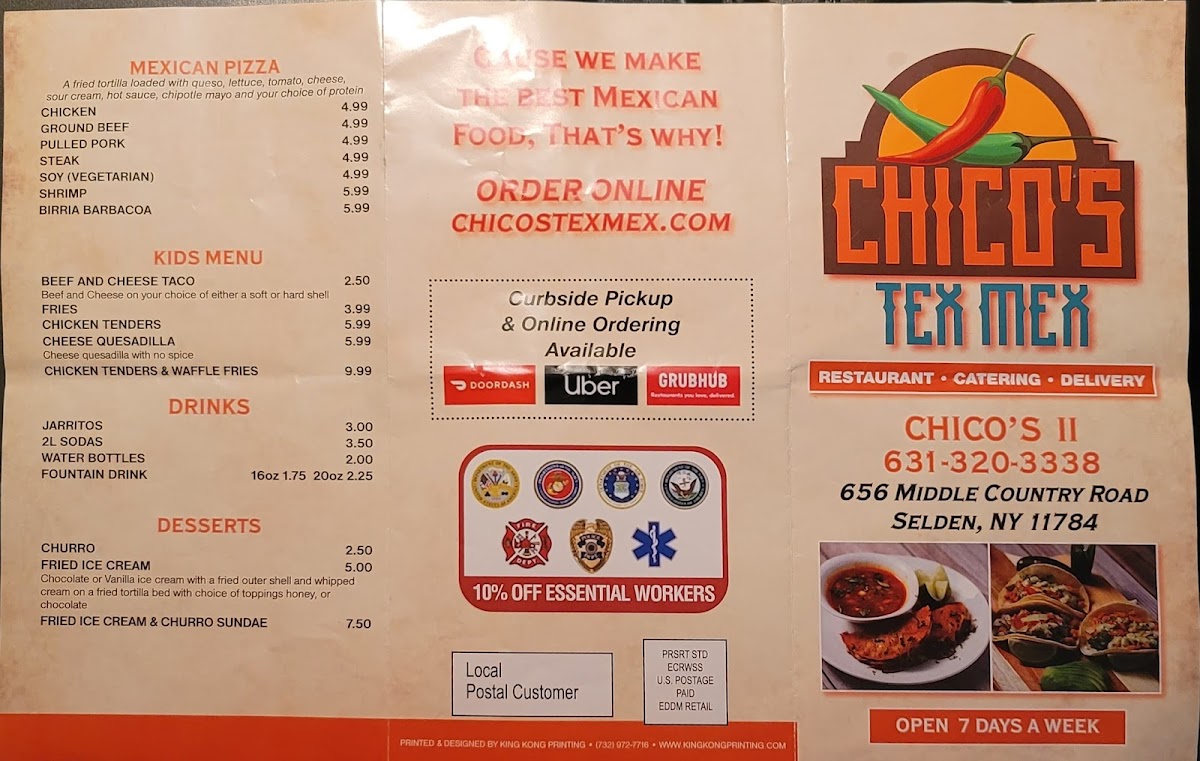 MEXICAN PIZZA
A fried tortilla loaded with queso, lettuce, tomato, cheese,
sour cream, hot sauce, chipotle mayo and your choice of protein
CHICKEN 4.99
GROUND BEEF 4.99
PULLED PORK 4.99
STEAK 4.99
SOY (VEGETARIAN) 4.99
SHRIMP 5.99
BIRRIA BARBACOA 5.99
KIDS MENU
BEEF AND CHEESE TACO 2.50
Beef and Cheese on your choice of either a soft or hard shell
FRIES 3.99
CHICKEN TENDERS 5.99
CHEESE QUESADILLA 5.99
Cheese quesadilla with no spice
CHICKEN TENDERS & WAFFLE FRIES 9.99
DRINKS
JARRITOS 3.00
2L SODAS 3.50
WATER BOTTLES 2.00
FOUNTAIN DRINK 16oz 1.75 20oz 2.25
DESSERTS
CHURRO 2.50
FRIED ICE CREAM 5.00
Chocolate or Vanilla ice cream with a fried outer shell and whipped
cream on a fried tortilla bed with choice of toppings honey, or
chocolate
FRIED ICE CREAM & CHURRO SUNDAE 7.50
CAUSE WE MAKE
THE BEST MEXICAN
FOOD, THAT'S WHY!
ORDER ONLINE
CHICOSTEXMEX.COM
Curbside Pickup
& Online Ordering
Available
DOORDASH
Uber
GRUBHUB
Restaurants you love, delivered.
FIRE
DEPT.
POLICE
10% OFF ESSENTIAL WORKERS
Local
Postal Customer
PRSRT STD
ECRWSS
U.S. POSTAGE
PAID
EDDM RETAIL
PRINTED & DESIGNED BY KING KONG PRINTING • (732) 972-7716 • WWW.KINGKONGPRINTING.COM
CHICO'S
TEX MEX
RESTAURANT • CATERING • DELIVERY
CHICO'S II
631-320-3338
656 MIDDLE COUNTRY ROAD
SELDEN, NY 11784
OPEN 7 DAYS A WEEK